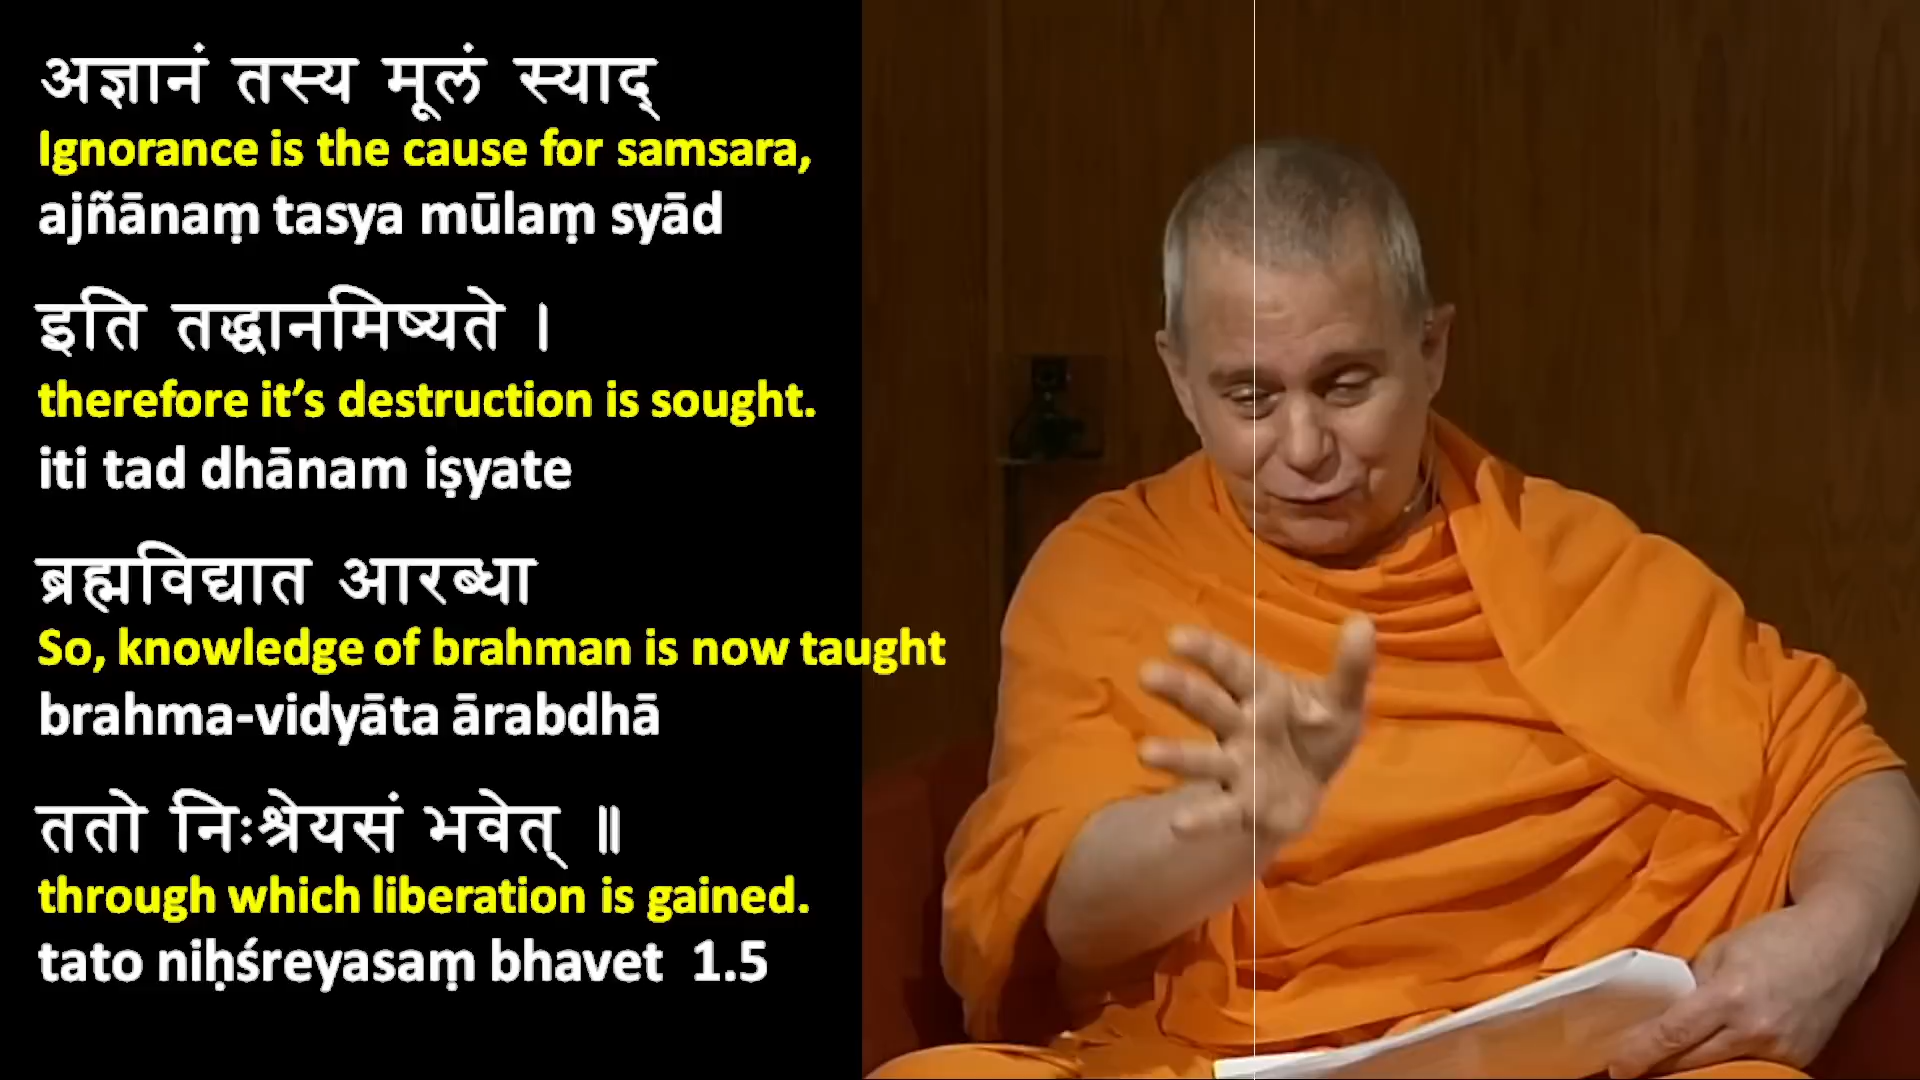 अज्ञानं तस्य मूलं स्याद्
Ignorance is the cause for samsara,
ajñānaṃ tasya mūlaṃ syād
इति तद्धानमिष्यते ।
therefore it’s destruction is sought.
iti tad dhānam iṣyate
ब्रह्मविद्यात आरब्धा
So, knowledge of brahman is now taught
brahma-vidyāta ārabdhā
ततो निःश्रेयसं भवेत् ॥
through which liberation is gained.
tato niḥśreyasaṃ bhavet 1.5